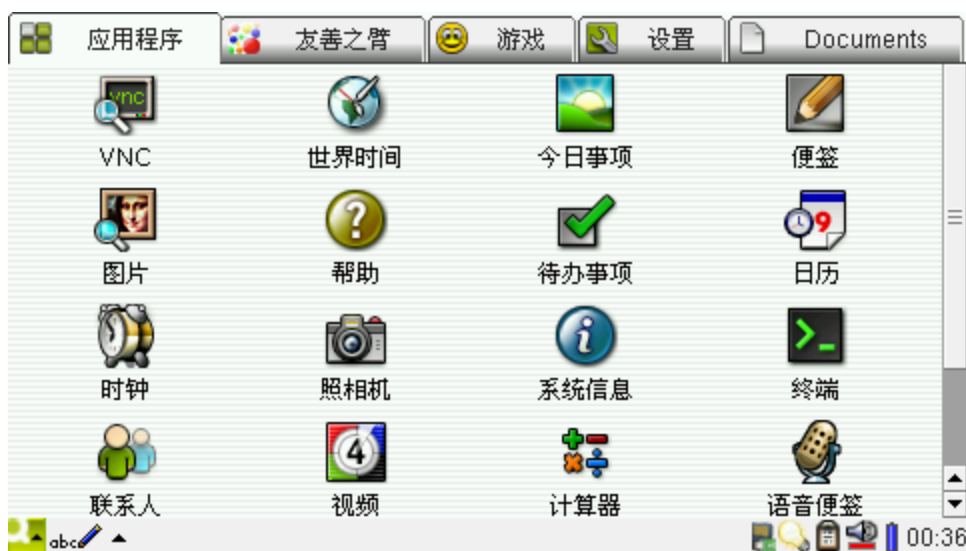 应用程序 友善之臂 游戏 设置 Documents
VNC 世界时间 今日事项 便签
图片 帮助 待办事项 日历
时钟 照相机 系统信息 终端
联系人 视频 计算器 语音便签
abc 00:36